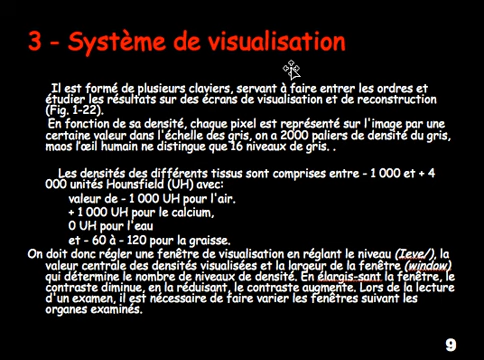 3 - Système de visualisation
Il est formé de plusieurs claviers, servant à faire entrer les ordres et
étudier les résultats sur des écrans de visualisation et de reconstruction
(Fig. 1-22).
En fonction de sa densité, chaque pixel est représenté sur l'image par une
certaine valeur dans l'échelle des gris, on a 2000 paliers de densité du gris,
maos l'œil humain ne distingue que 16 niveaux de gris. .
Les densités des différents tissus sont comprises entre - 1 000 et + 4
000 unités Hounsfield (UH) avec:
valeur de - 1 000 UH pour l'air.
+ 1 000 UH pour le calcium,
0 UH pour l'eau
et - 60 à - 120 pour la graisse.
On doit donc régler une fenêtre de visualisation en réglant le niveau (Ieve/), la
valeur centrale des densités visualisées et la largeur de la fenêtre (window)
qui détermine le nombre de niveaux de densité. En élargis-sant la fenêtre, le
contraste diminue, en la réduisant, le contraste augmente. Lors de la lecture
d'un examen, il est nécessaire de faire varier les fenêtres suivant les
organes examinés.
9